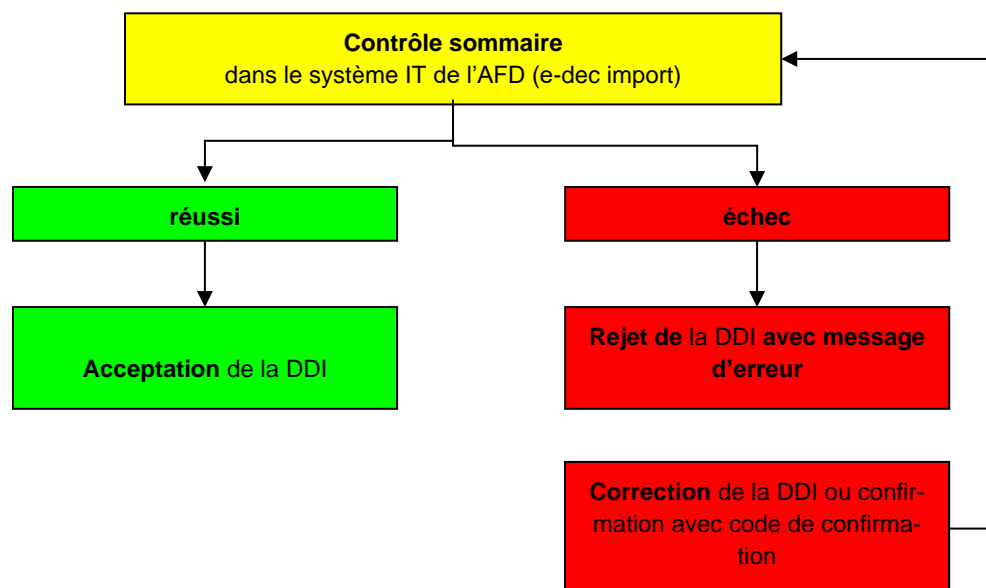 Contrôle sommaire
dans le système IT de l’AFD (e-dec import)
réussi
échec
Acceptation de la DDI
Rejet de la DDI avec message
d’erreur
Correction de la DDI ou confir-
mation avec code de confirma-
tion